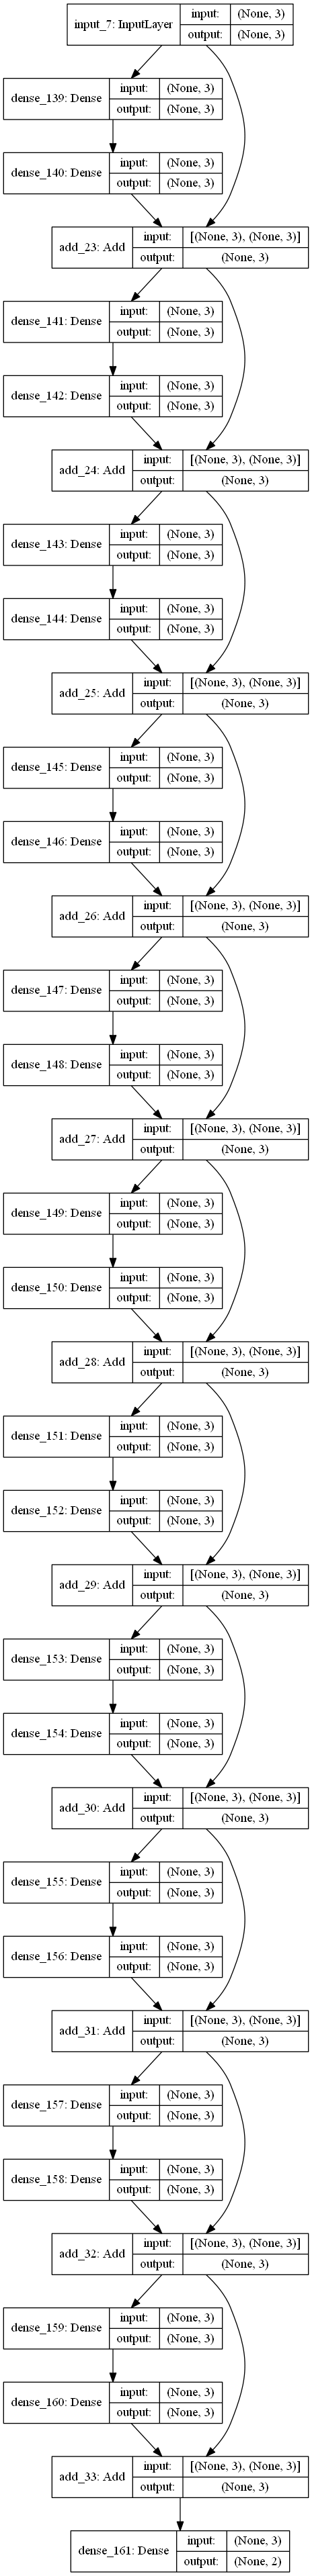 input_7: InputLayer input: (None, 3)
output: (None, 3)
dense_139: Dense input: (None, 3)
output: (None, 3)
dense_140: Dense input: (None, 3)
output: (None, 3)
add_23: Add input: [(None, 3), (None, 3)]
output: (None, 3)
dense_141: Dense input: (None, 3)
output: (None, 3)
dense_142: Dense input: (None, 3)
output: (None, 3)
add_24: Add input: [(None, 3), (None, 3)]
output: (None, 3)
dense_143: Dense input: (None, 3)
output: (None, 3)
dense_144: Dense input: (None, 3)
output: (None, 3)
add_25: Add input: [(None, 3), (None, 3)]
output: (None, 3)
dense_145: Dense input: (None, 3)
output: (None, 3)
dense_146: Dense input: (None, 3)
output: (None, 3)
add_26: Add input: [(None, 3), (None, 3)]
output: (None, 3)
dense_147: Dense input: (None, 3)
output: (None, 3)
dense_148: Dense input: (None, 3)
output: (None, 3)
add_27: Add input: [(None, 3), (None, 3)]
output: (None, 3)
dense_149: Dense input: (None, 3)
output: (None, 3)
dense_150: Dense input: (None, 3)
output: (None, 3)
add_28: Add input: [(None, 3), (None, 3)]
output: (None, 3)
dense_151: Dense input: (None, 3)
output: (None, 3)
dense_152: Dense input: (None, 3)
output: (None, 3)
add_29: Add input: [(None, 3), (None, 3)]
output: (None, 3)
dense_153: Dense input: (None, 3)
output: (None, 3)
dense_154: Dense input: (None, 3)
output: (None, 3)
add_30: Add input: [(None, 3), (None, 3)]
output: (None, 3)
dense_155: Dense input: (None, 3)
output: (None, 3)
dense_156: Dense input: (None, 3)
output: (None, 3)
add_31: Add input: [(None, 3), (None, 3)]
output: (None, 3)
dense_157: Dense input: (None, 3)
output: (None, 3)
dense_158: Dense input: (None, 3)
output: (None, 3)
add_32: Add input: [(None, 3), (None, 3)]
output: (None, 3)
dense_159: Dense input: (None, 3)
output: (None, 3)
dense_160: Dense input: (None, 3)
output: (None, 3)
add_33: Add input: [(None, 3), (None, 3)]
output: (None, 3)
dense_161: Dense input: (None, 3)
output: (None, 2)